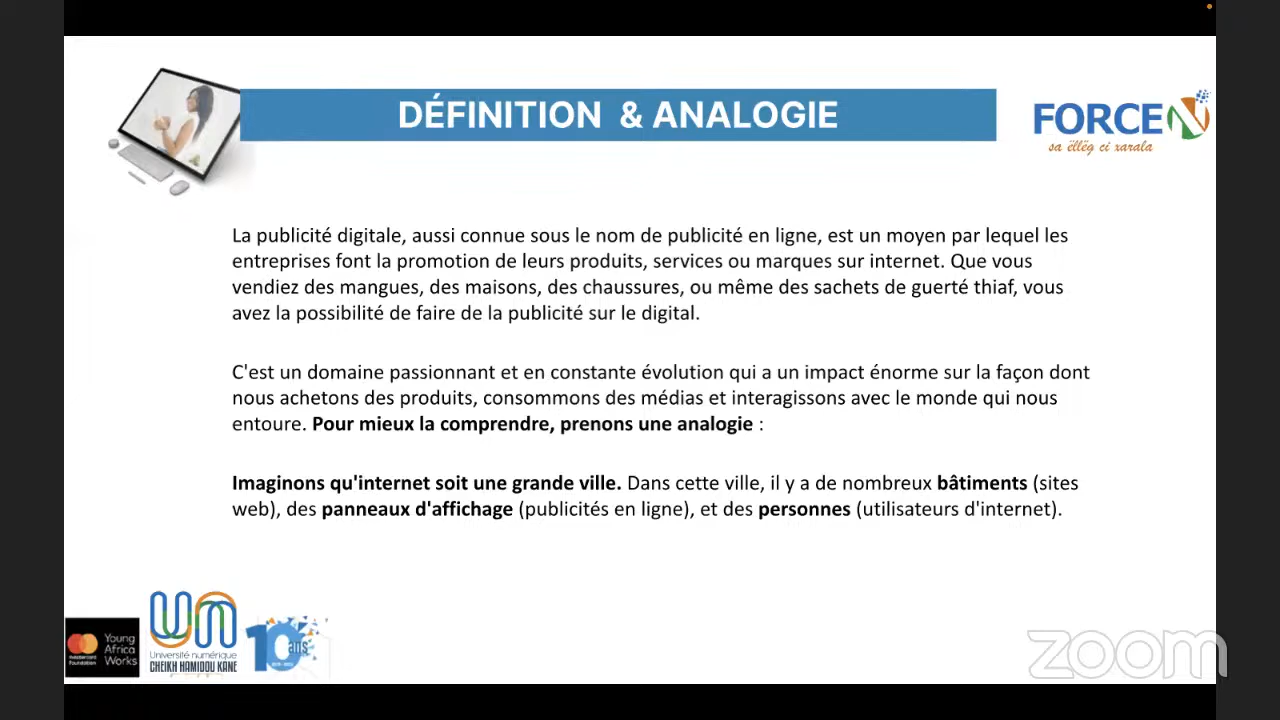 DÉFINITION & ANALOGIE
FORCEN
sa ëllëg ci xarala
La publicité digitale, aussi connue sous le nom de publicité en ligne, est un moyen par lequel les
entreprises font la promotion de leurs produits, services ou marques sur internet. Que vous
vendiez des mangues, des maisons, des chaussures, ou même des sachets de guerté thiaf, vous
avez la possibilité de faire de la publicité sur le digital.
C'est un domaine passionnant et en constante évolution qui a un impact énorme sur la façon dont
nous achetons des produits, consommons des médias et interagissons avec le monde qui nous
entoure. Pour mieux la comprendre, prenons une analogie :
Imaginons qu'internet soit une grande ville. Dans cette ville, il y a de nombreux bâtiments (sites
web), des panneaux d'affichage (publicités en ligne), et des personnes (utilisateurs d'internet).
mastercard
Foundation
Young
Africa
Works
un
Université numérique
CHEIKH HAMIDOU KANE
10 ans
zoom